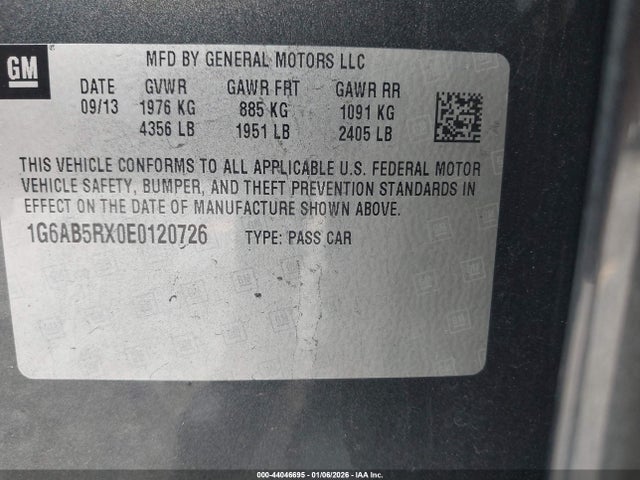 GM
MFD BY GENERAL MOTORS LLC
DATE GVWR GAWR FRT GAWR RR
09/13 1976 KG 885 KG 1091 KG
4356 LB 1951 LB 2405 LB
THIS VEHICLE CONFORMS TO ALL APPLICABLE U.S. FEDERAL MOTOR
VEHICLE SAFETY, BUMPER, AND THEFT PREVENTION STANDARDS IN
EFFECT ON THE DATE OF MANUFACTURE SHOWN ABOVE.
1G6AB5RX0E0120726 TYPE: PASS CAR
000-44046695 - 01/06/2026 - IAA Inc.